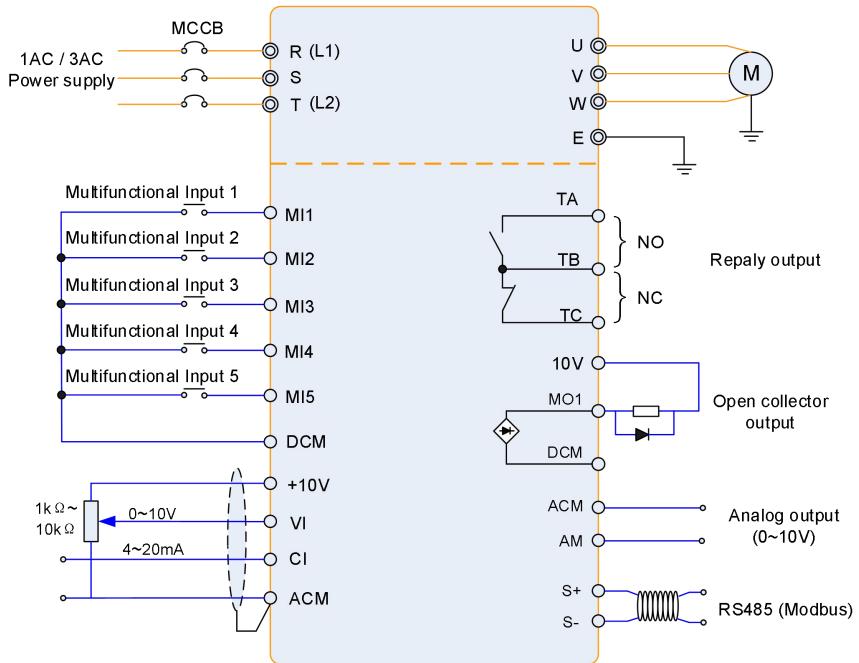 MCCB
1AC / 3AC
Power supply
R (L1)
S
T (L2)
U
V
W
E
M
Multifunctional Input 1
MI1
Multifunctional Input 2
MI2
Multifunctional Input 3
MI3
Multifunctional Input 4
MI4
Multifunctional Input 5
MI5
DCM
+10V
1kΩ~
10kΩ
0~10V
VI
4~20mA
CI
ACM
TA
NO
TB
NC
TC
Repaly output
10V
MO1
DCM
Open collector
output
ACM
AM
Analog output
(0~10V)
S+
S-
RS485 (Modbus)